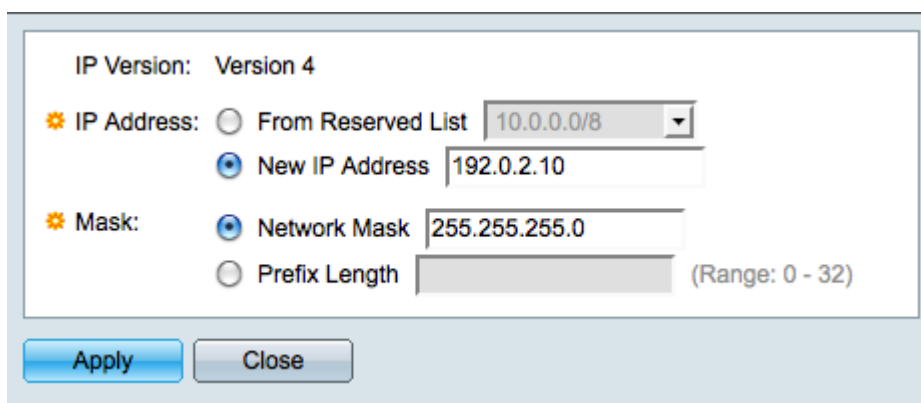 IP Version: Version 4
IP Address: From Reserved List 10.0.0.0/8
New IP Address 192.0.2.10
Mask: Network Mask 255.255.255.0
Prefix Length (Range: 0 - 32)
Apply Close